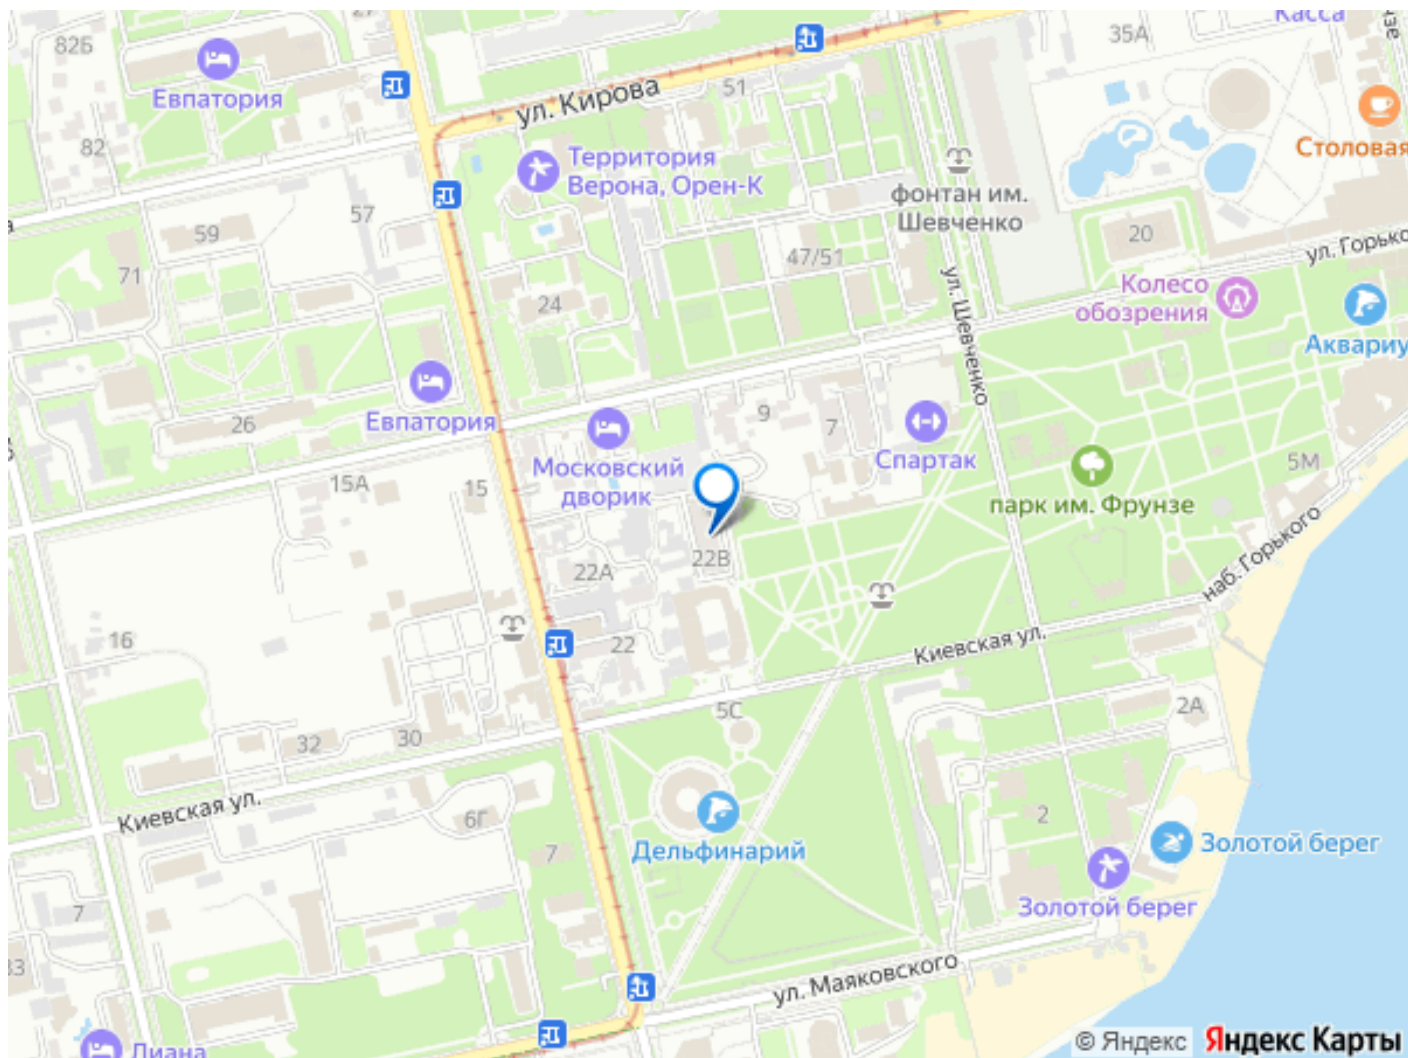 Касса
35А
82Б
27
Евпатория
51
ул. Кирова
82
Столовая
Территория
Верона, Орен-К
фонтан им.
Шевченко
57
59
20
ул. Горько
71
47/51
Колесо
обозрения
24
ул. Шевченко
Аквариу
9
7
26
Евпатория
Московский
дворик
Спартак
5М
15А
15
парк им. Фрунзе
наб. Горького
22В
22А
16
22
Киевская ул.
5С
2А
32
30
Киевская ул.
6Г
2
7
Дельфинарий
Золотой берег
7
Золотой берег
33
ул. Маяковского
Лиана
© Яндекс Яндекс Карты